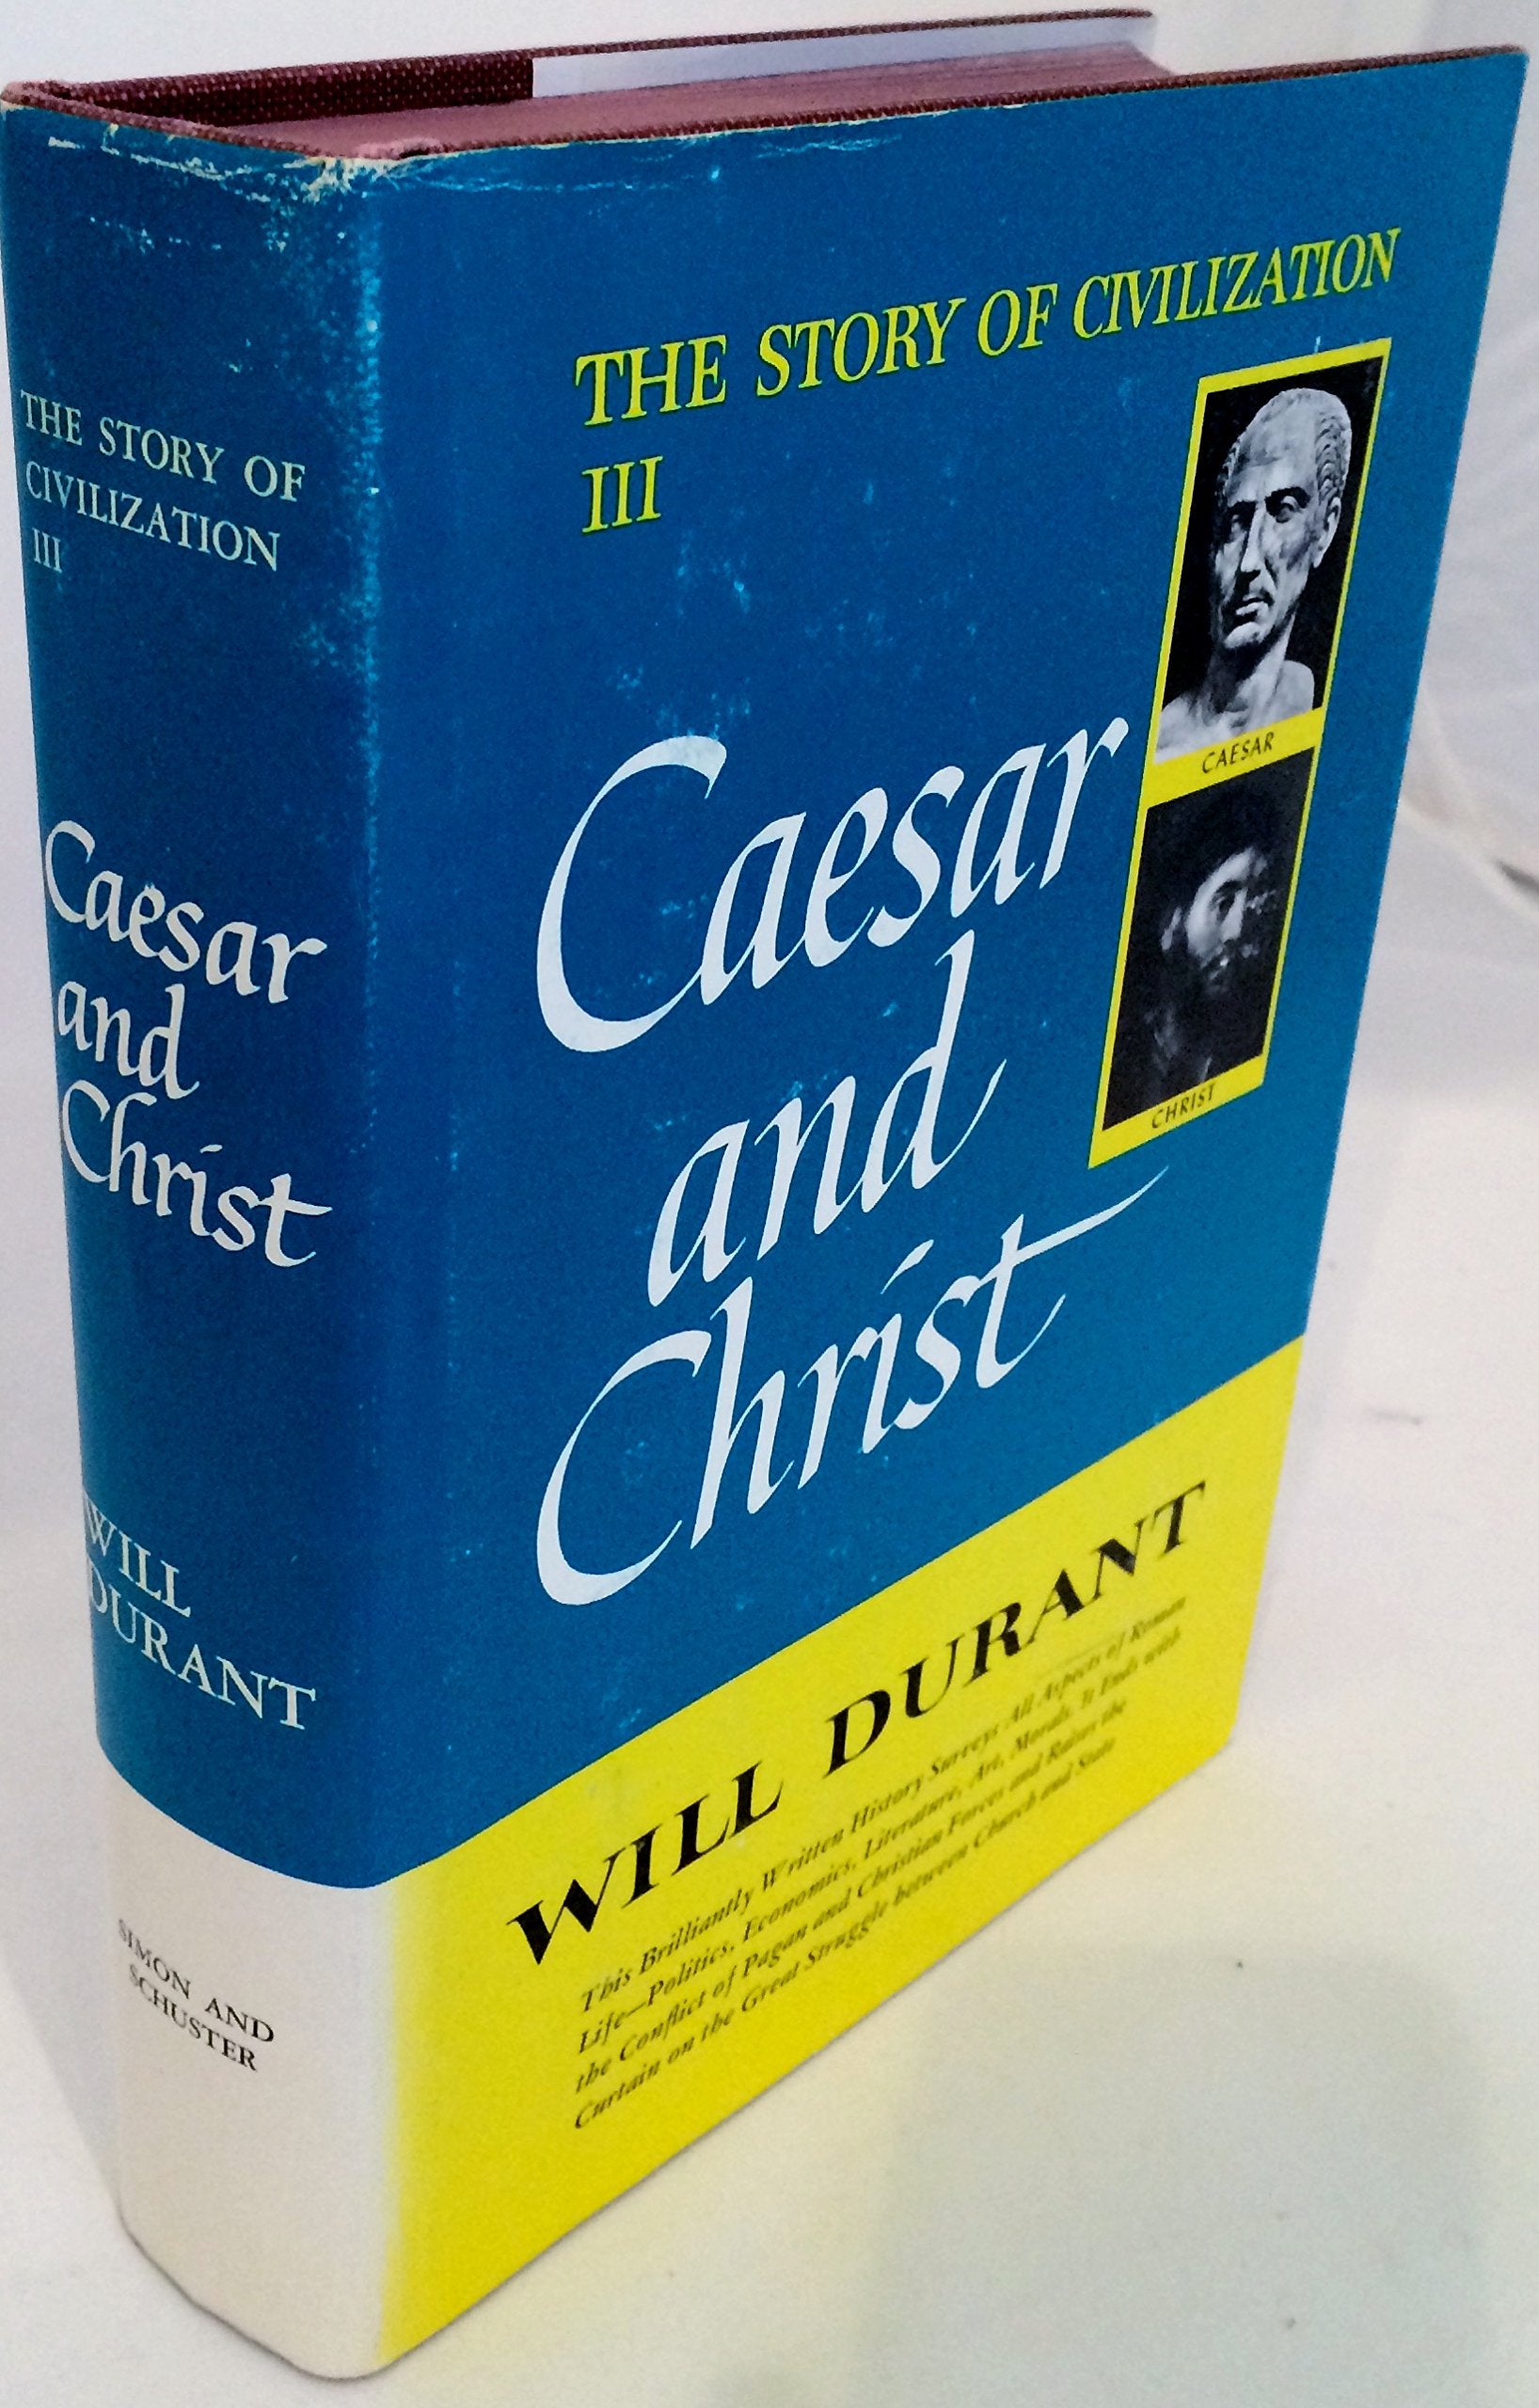 THE STORY OF
CIVILIZATION
III
Caesar
and
Christ
WILL
DURANT
SIMON AND
SCHUSTER
THE STORY OF CIVILIZATION
III
CAESAR
CHRIST
Caesar
and
Christ
WILL DURANT
This Brilliantly Written History Surveys All Aspects of Roman
Life—Politics, Economics, Literature, Art, Morals. It Ends with
the Conflict of Pagan and Christian Forces and Raises the
Curtain on the Great Struggle between Church and State